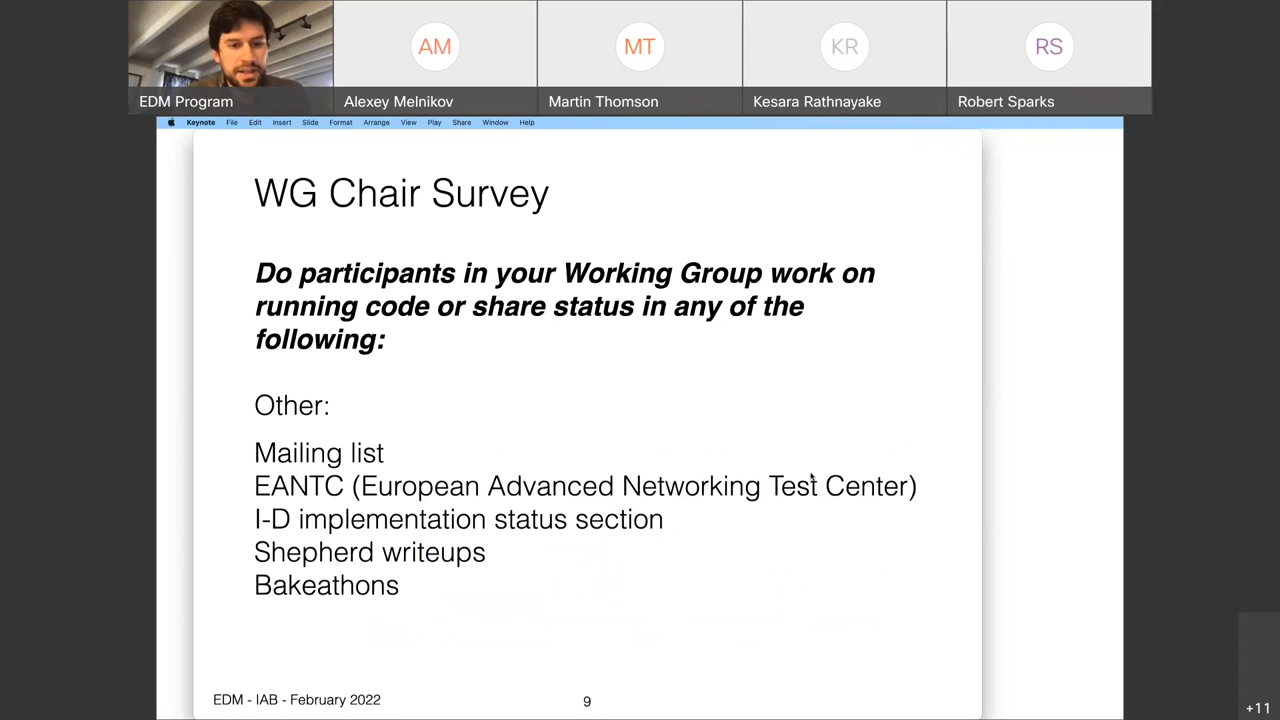 AM
MT
KR
RS
EDM Program
Alexey Melnikov
Martin Thomson
Kesara Rathnayake
Robert Sparks
Keynote File Edit Insert Slide Format Arrange View Play Share Window Help
WG Chair Survey
Do participants in your Working Group work on
running code or share status in any of the
following:
Other:
Mailing list
EANTC (European Advanced Networking Test Center)
I-D implementation status section
Shepherd writeups
Bakeathons
EDM - IAB - February 2022
9
+11